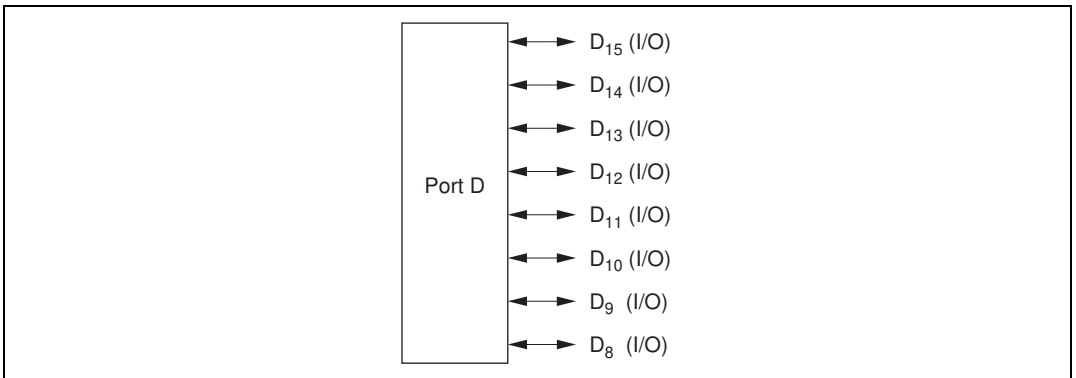 D15 (I/O)
D14 (I/O)
D13 (I/O)
D12 (I/O)
Port D
D11 (I/O)
D10 (I/O)
D9 (I/O)
D8 (I/O)